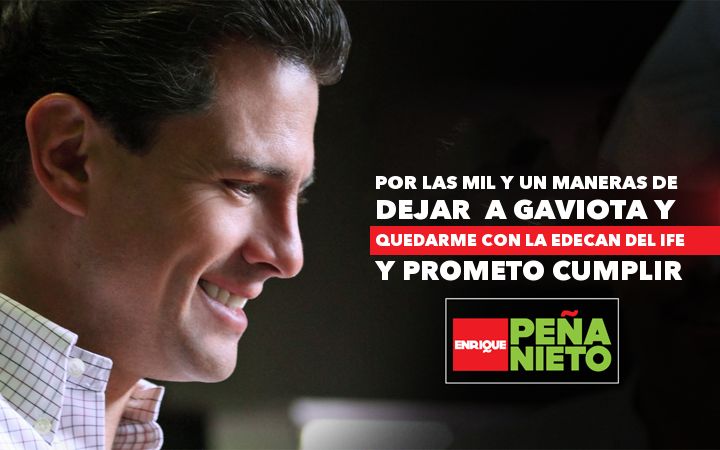 POR LAS MIL Y UN MANERAS DE
DEJAR A GAVIOTA Y
QUEDARME CON LA EDECAN DEL IFE
Y PROMETO CUMPLIR
ENRIQUE
PEÑA
NIETO